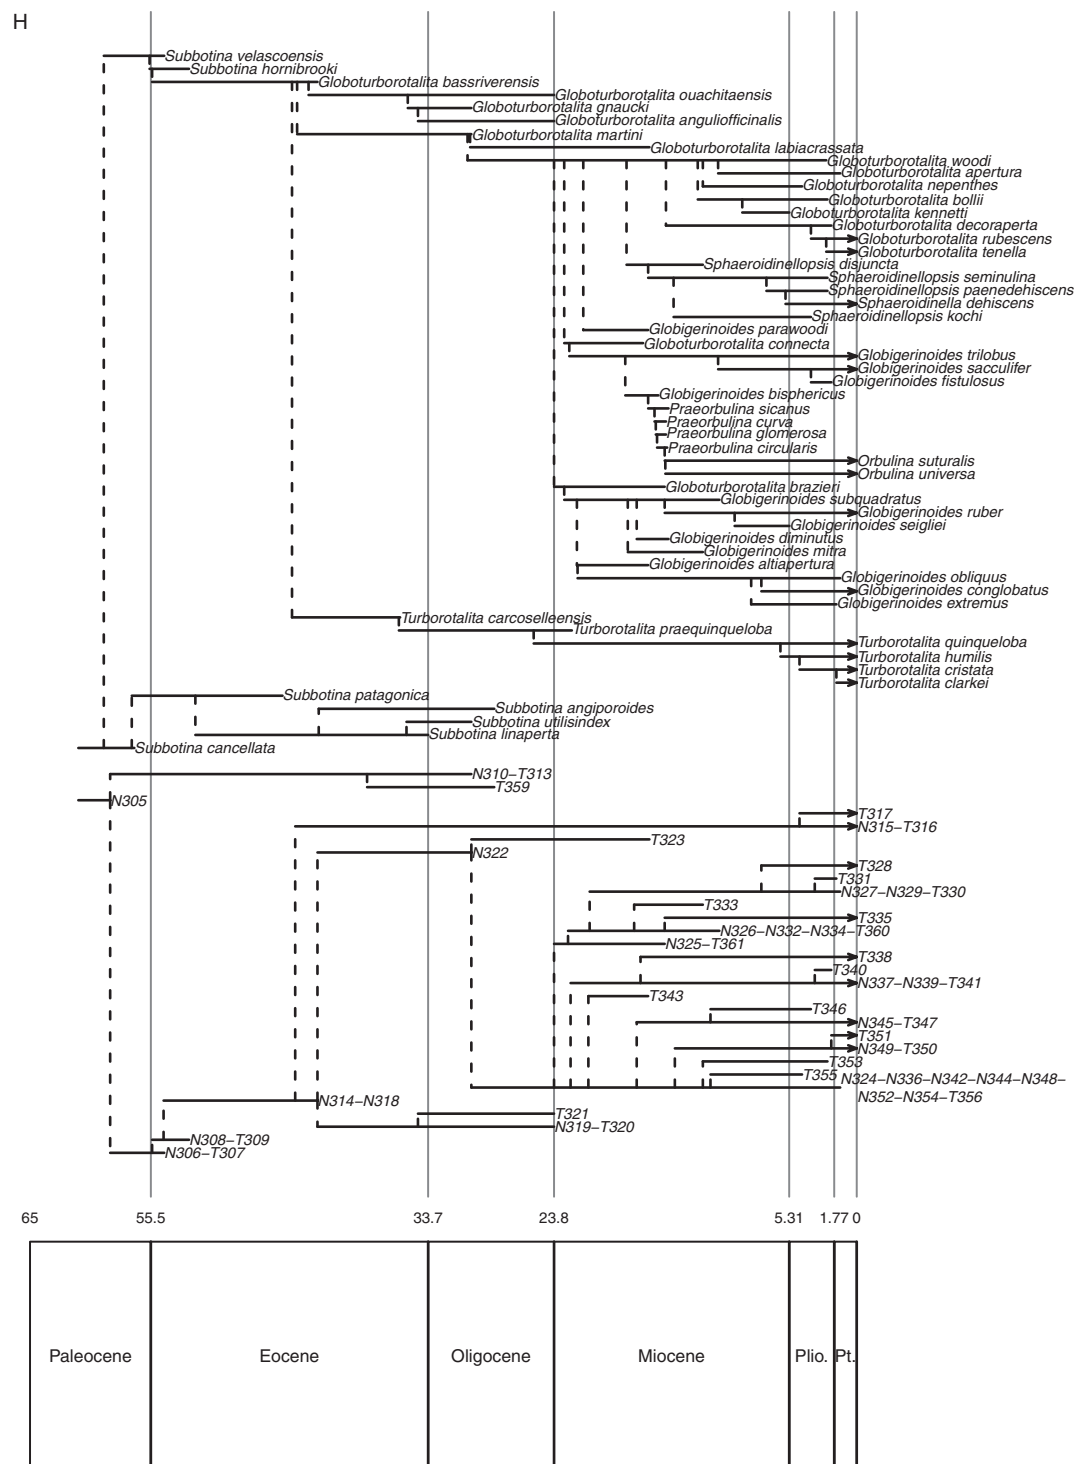 H
Subbotina velascoensis
Subbotina hornibrooki
Globoturborotalita bassriverensis
Globoturborotalita ouachitaensis
Globoturborotalita gnaucki
Globoturborotalita anguliofficinalis
Globoturborotalita martini
Globoturborotalita labiacrassata
Globoturborotalita woodi
Globoturborotalita apertura
Globoturborotalita nepenthes
Globoturborotalita bollii
Globoturborotalita kennetti
Globoturborotalita decoraperta
Globoturborotalita rubescens
Globoturborotalita tenella
Sphaeroidinellopsis disjuncta
Sphaeroidinellopsis seminulina
Sphaeroidinellopsis paenedehiscens
Sphaeroidinella dehiscens
Sphaeroidinellopsis kochi
Globigerinoides parawoodi
Globoturborotalita connecta
Globigerinoides trilobus
Globigerinoides sacculifer
Globigerinoides fistulosus
Globigerinoides bisphericus
Praeorbulina sicanus
Praeorbulina curva
Praeorbulina glomerosa
Praeorbulina circularis
Orbulina suturalis
Orbulina universa
Globoturborotalita brazieri
Globigerinoides subquadratus
Globigerinoides ruber
Globigerinoides seigliei
Globigerinoides diminutus
Globigerinoides mitra
Globigerinoides altiapertura
Globigerinoides obliquus
Globigerinoides conglobatus
Globigerinoides extremus
Turborotalita carcoselleensis
Turborotalita praequinqueloba
Turborotalita quinqueloba
Turborotalita humilis
Turborotalita cristata
Turborotalita clarkei
Subbotina patagonica
Subbotina angiporoides
Subbotina utilisindex
Subbotina linaperta
Subbotina cancellata
N310−T313
T359
N305
T317
N315−T316
T323
N322
T328
T331
N327−N329−T330
T333
T335
N326−N332−N334−T360
N325−T361
T338
T340
N337−N339−T341
T343
T346
N345−T347
T351
N349−T350
T353
T355
N324−N336−N342−N344−N348−
N352−N354−T356
N314−N318
T321
N319−T320
N308−T309
N306−T307
65 55.5 33.7 23.8 5.31 1.77 0
Paleocene Eocene Oligocene Miocene Plio. Pt.